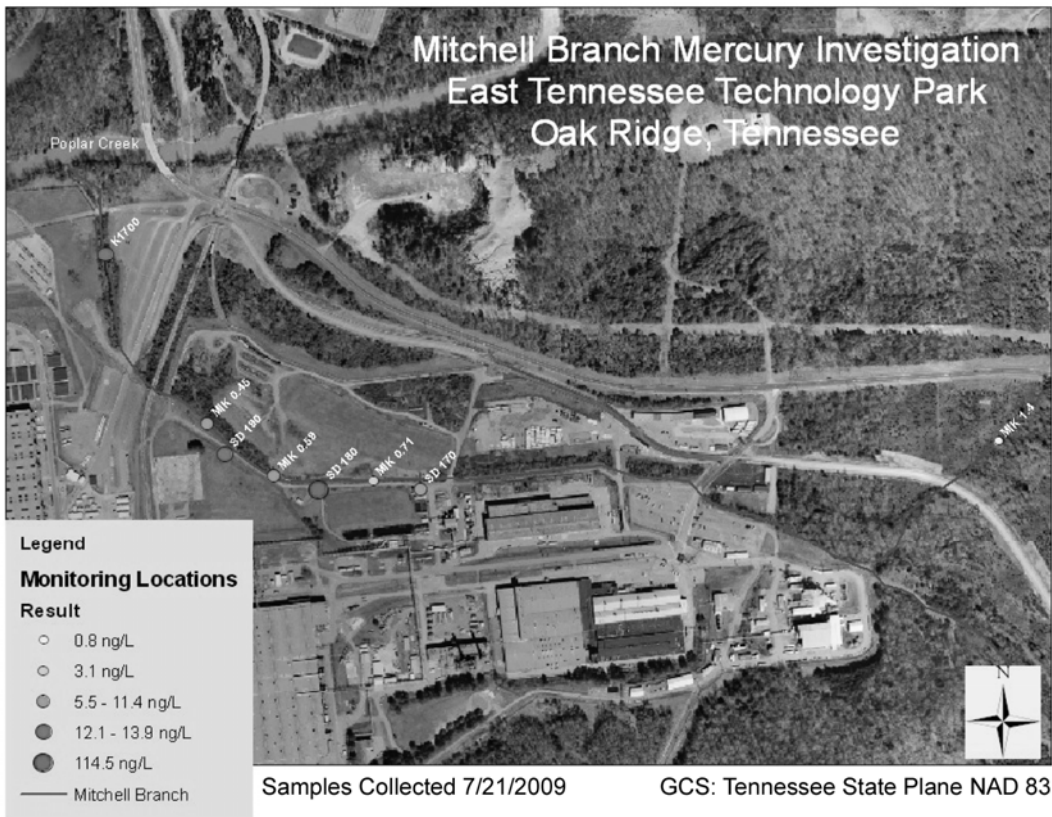 Mitchell Branch Mercury Investigation
East Tennessee Technology Park
Oak Ridge, Tennessee
Poplar Creek
K1700
MIK 0.45
SD 190
MIK 0.59
SD 180
MIK 0.71
SD 170
MIK 1.4
Legend
Monitoring Locations
Result
0.8 ng/L
3.1 ng/L
5.5 - 11.4 ng/L
12.1 - 13.9 ng/L
114.5 ng/L
Mitchell Branch
N
Samples Collected 7/21/2009
GCS: Tennessee State Plane NAD 83